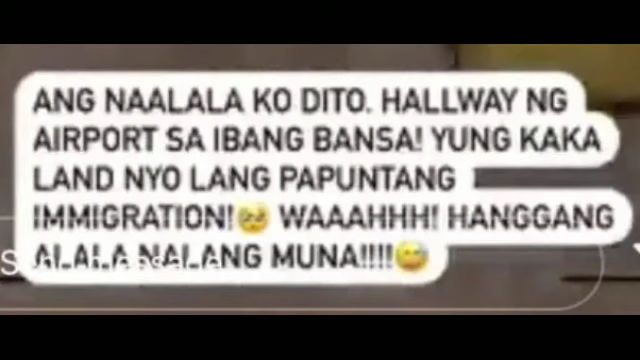 ANG NAALALA KO DITO. HALLWAY NG
AIRPORT SA IBANG BANSA! YUNG KAKA
LAND NYO LANG PAPUNTANG
IMMIGRATION!🥹 WAAAHHH! HANGGANG
ALALA NALANG MUNA!!!!😅